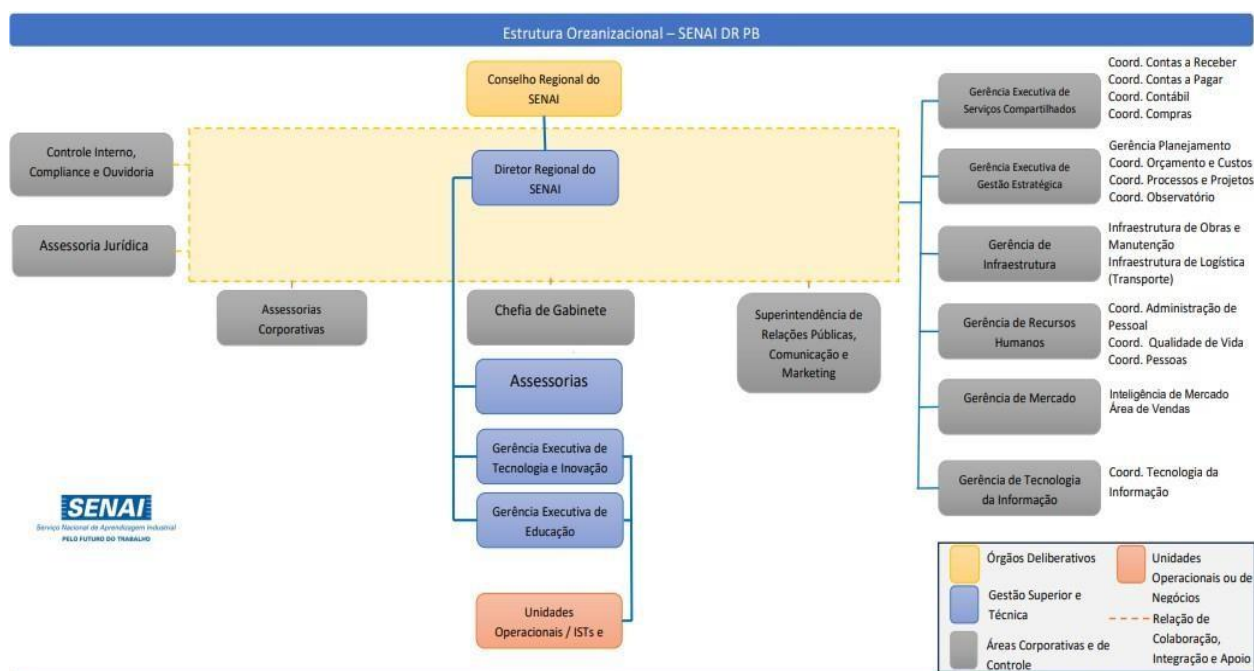 Estrutura Organizacional – SENAI DR PB
Conselho Regional do
SENAI
Diretor Regional do
SENAI
Controle Interno,
Compliance e Ouvidoria
Assessoria Jurídica
Assessorias
Corporativas
Chefia de Gabinete
Superintendência de
Relações Públicas,
Comunicação e
Marketing
Assessorias
Gerência Executiva de
Tecnologia e Inovação
Gerência Executiva de
Educação
Unidades
Operacionais / ISTs e
Gerência Executiva de
Serviços Compartilhados
Coord. Contas a Receber
Coord. Contas a Pagar
Coord. Contábil
Coord. Compras
Gerência Executiva de
Gestão Estratégica
Gerência Planejamento
Coord. Orçamento e Custos
Coord. Processos e Projetos
Coord. Observatório
Gerência de
Infraestrutura
Infraestrutura de Obras e
Manutenção
Infraestrutura de Logística
(Transporte)
Gerência de Recursos
Humanos
Coord. Administração de
Pessoal
Coord. Qualidade de Vida
Coord. Pessoas
Gerência de Mercado
Inteligência de Mercado
Área de Vendas
Gerência de Tecnologia
da Informação
Coord. Tecnologia da
Informação
SENAI
Serviço Nacional de Aprendizagem Industrial
PELO FUTURO DO TRABALHO
Órgãos Deliberativos
Gestão Superior e
Técnica
Áreas Corporativas e de
Controle
Unidades
Operacionais ou de
Negócios
Relação de
Colaboração,
Integração e Apoio